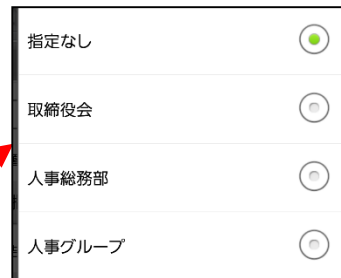 指定なし
取締役会
人事総務部
人事グループ